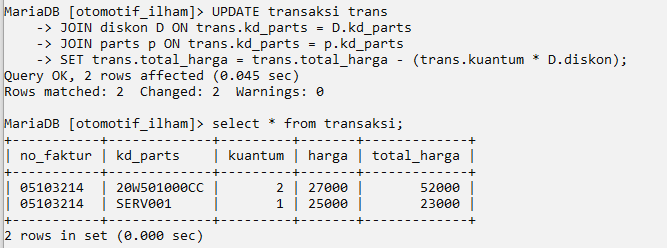 MariaDB [otomotif_ilham]> UPDATE transaksi trans
    -> JOIN diskon D ON trans.kd_parts = D.kd_parts
    -> JOIN parts p ON trans.kd_parts = p.kd_parts
    -> SET trans.total_harga = trans.total_harga - (trans.kuantum * D.diskon);
Query OK, 2 rows affected (0.045 sec)
Rows matched: 2  Changed: 2  Warnings: 0

MariaDB [otomotif_ilham]> select * from transaksi;
+-----------+-------------+---------+-------+-------------+
| no_faktur | kd_parts    | kuantum | harga | total_harga |
+-----------+-------------+---------+-------+-------------+
| 05103214  | 20W501000CC |       2 | 27000 |       52000 |
| 05103214  | SERV001     |       1 | 25000 |       23000 |
+-----------+-------------+---------+-------+-------------+
2 rows in set (0.000 sec)